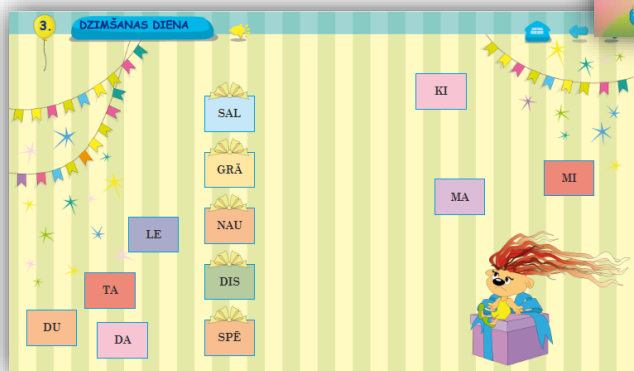 3. DZIMŠANAS DIENA
KI
SAL
GRĀ
MI
MA
NAU
LE
DIS
TA
DU
DA
SPĒ